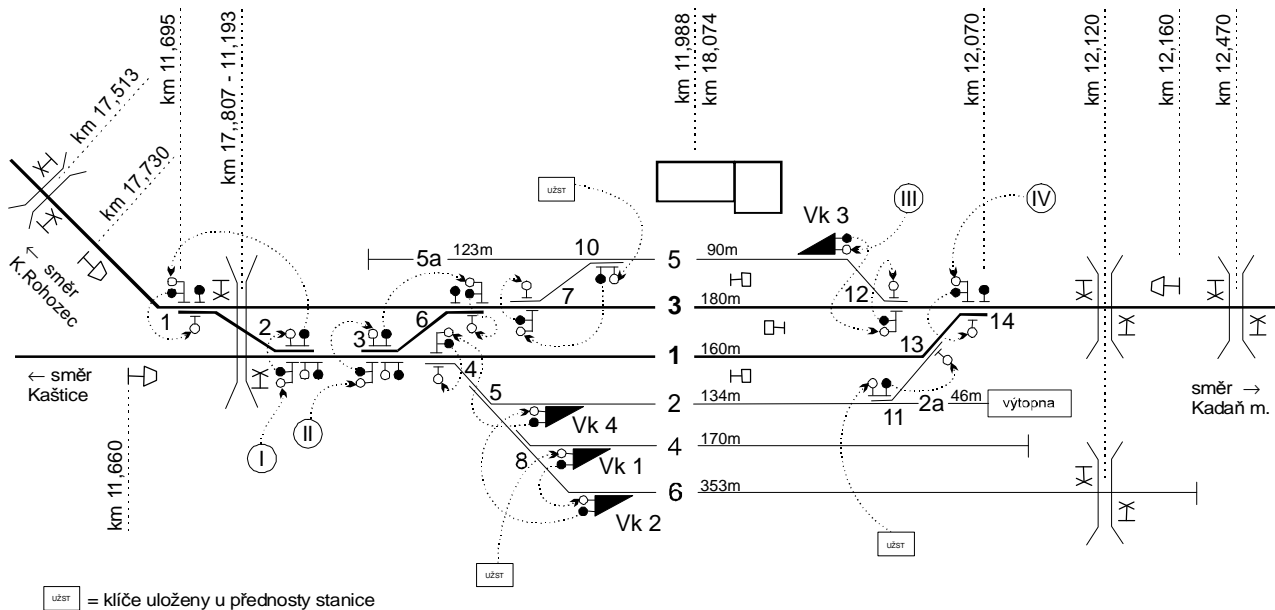 km 11,695
km 17,,807 - 11,193
km 11,988
km 18,074
km 12,070
km 12,120
km 12,160
km 12,470
km 17,513
km 17,730
UŽST
III
IV
Vk 3
← směr
K.Rohozec
5a
123m
10
5
90m
7
12
3
180m
1
2
3
6
14
1
160m
13
4
← směr
Kaštice
směr →
Kadaň m.
5
2
134m
11
2a
46m
výtopna
I
II
Vk 4
4
170m
8
Vk 1
6
353m
Vk 2
km 11,660
UŽST
UŽST
UŽST = klíče uloženy u přednosty stanice